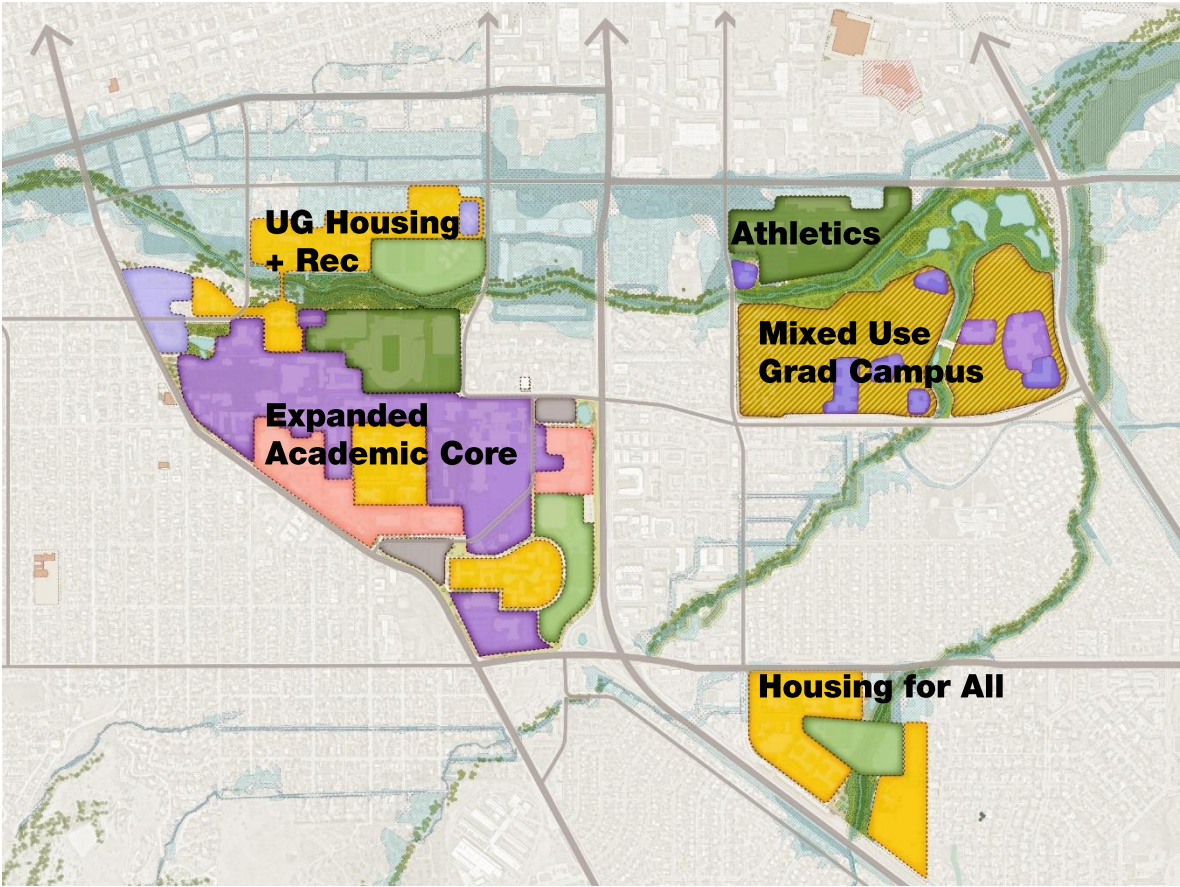 UG Housing
+ Rec
Athletics
Mixed Use
Grad Campus
Expanded
Academic Core
Housing for All